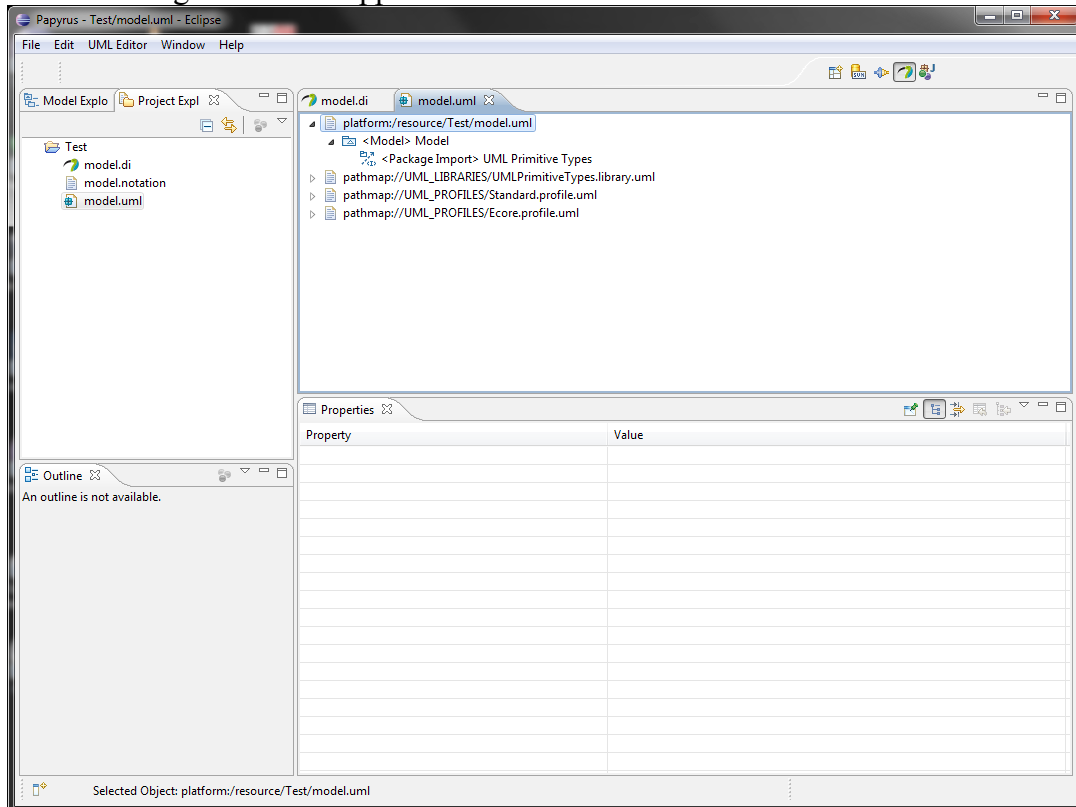 Papyrus - Test/model.uml - Eclipse
File Edit UML Editor Window Help
SVN
Model Explo Project Expl
model.di model.uml
platform:/resource/Test/model.uml
<Model> Model
<Package Import> UML Primitive Types
pathmap://UML_LIBRARIES/UMLPrimitiveTypes.library.uml
pathmap://UML_PROFILES/Standard.profile.uml
pathmap://UML_PROFILES/Ecore.profile.uml
Test
model.di
model.notation
model.uml
Properties
Property Value
Outline
An outline is not available.
Selected Object: platform:/resource/Test/model.uml